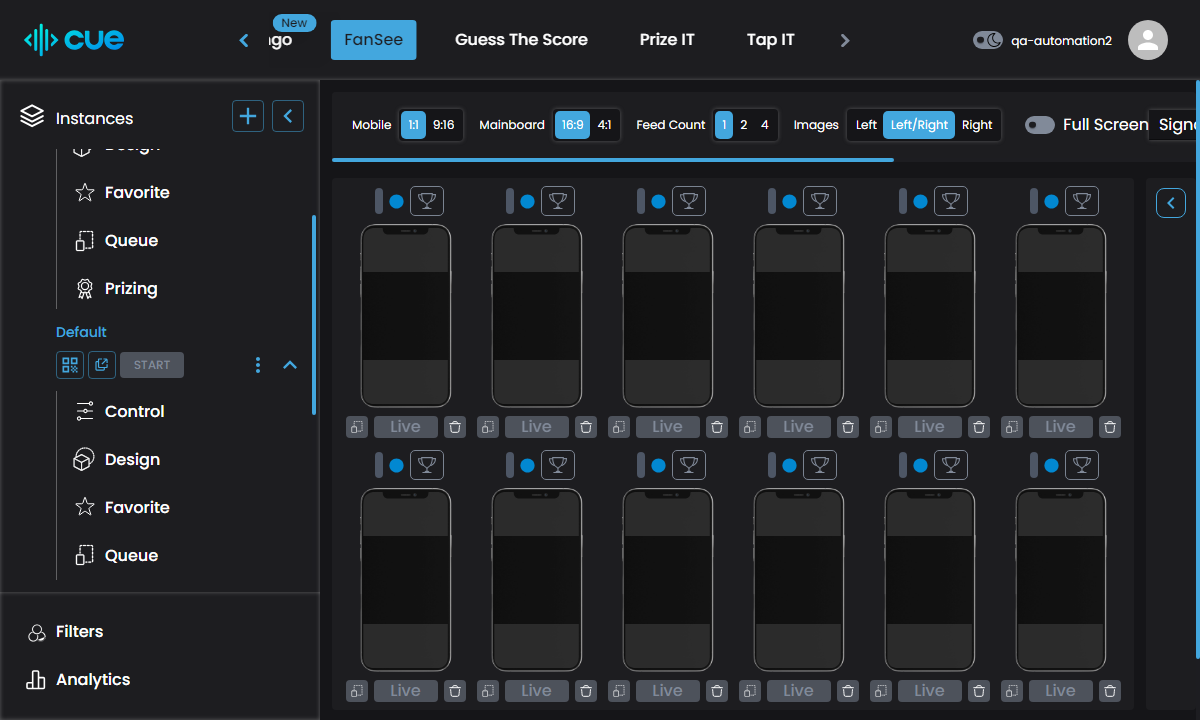 cue
New
FanSee
Guess The Score
Prize IT
Tap IT
qa-automation2
Instances
Favorite
Queue
Prizing
Default
START
Control
Design
Favorite
Queue
Filters
Analytics
Mobile 1:1 9:16 Mainboard 16:9 4:1 Feed Count 1 2 4 Images Left Left/Right Right Full Screen
Live Live Live Live Live Live
Live Live Live Live Live Live